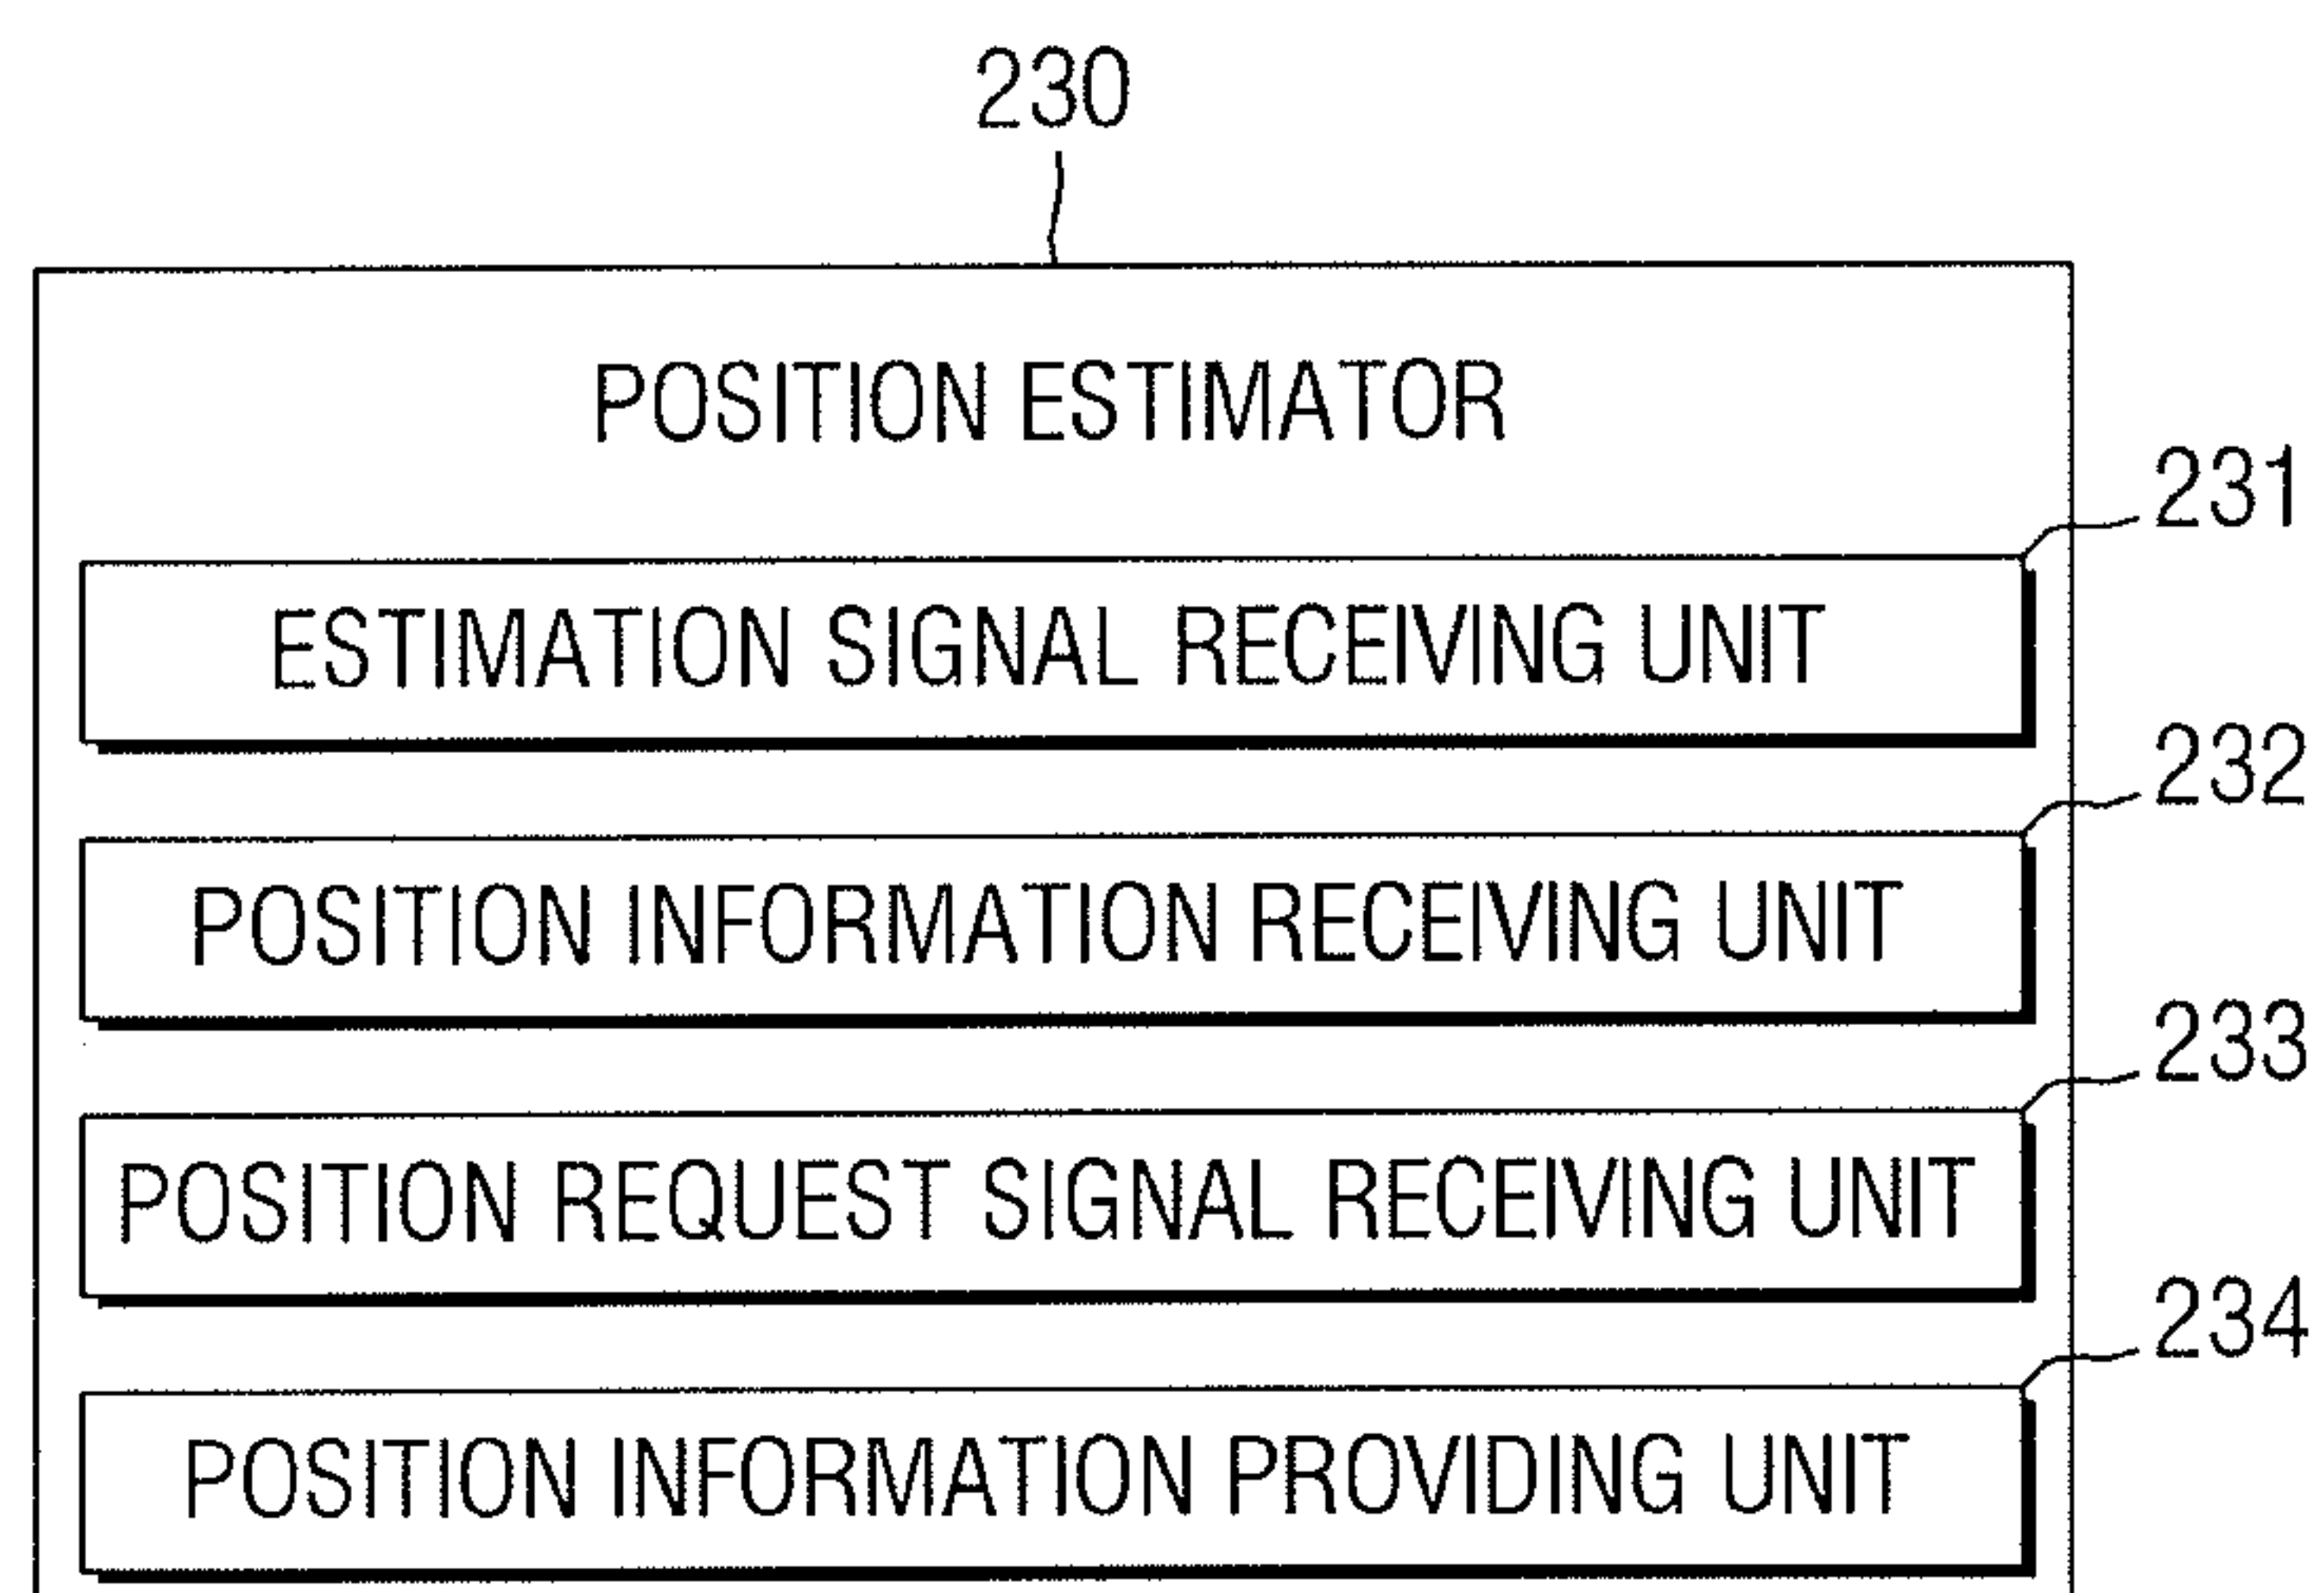 230
POSITION ESTIMATOR
231
ESTIMATION SIGNAL RECEIVING UNIT
232
POSITION INFORMATION RECEIVING UNIT
233
POSITION REQUEST SIGNAL RECEIVING UNIT
234
POSITION INFORMATION PROVIDING UNIT